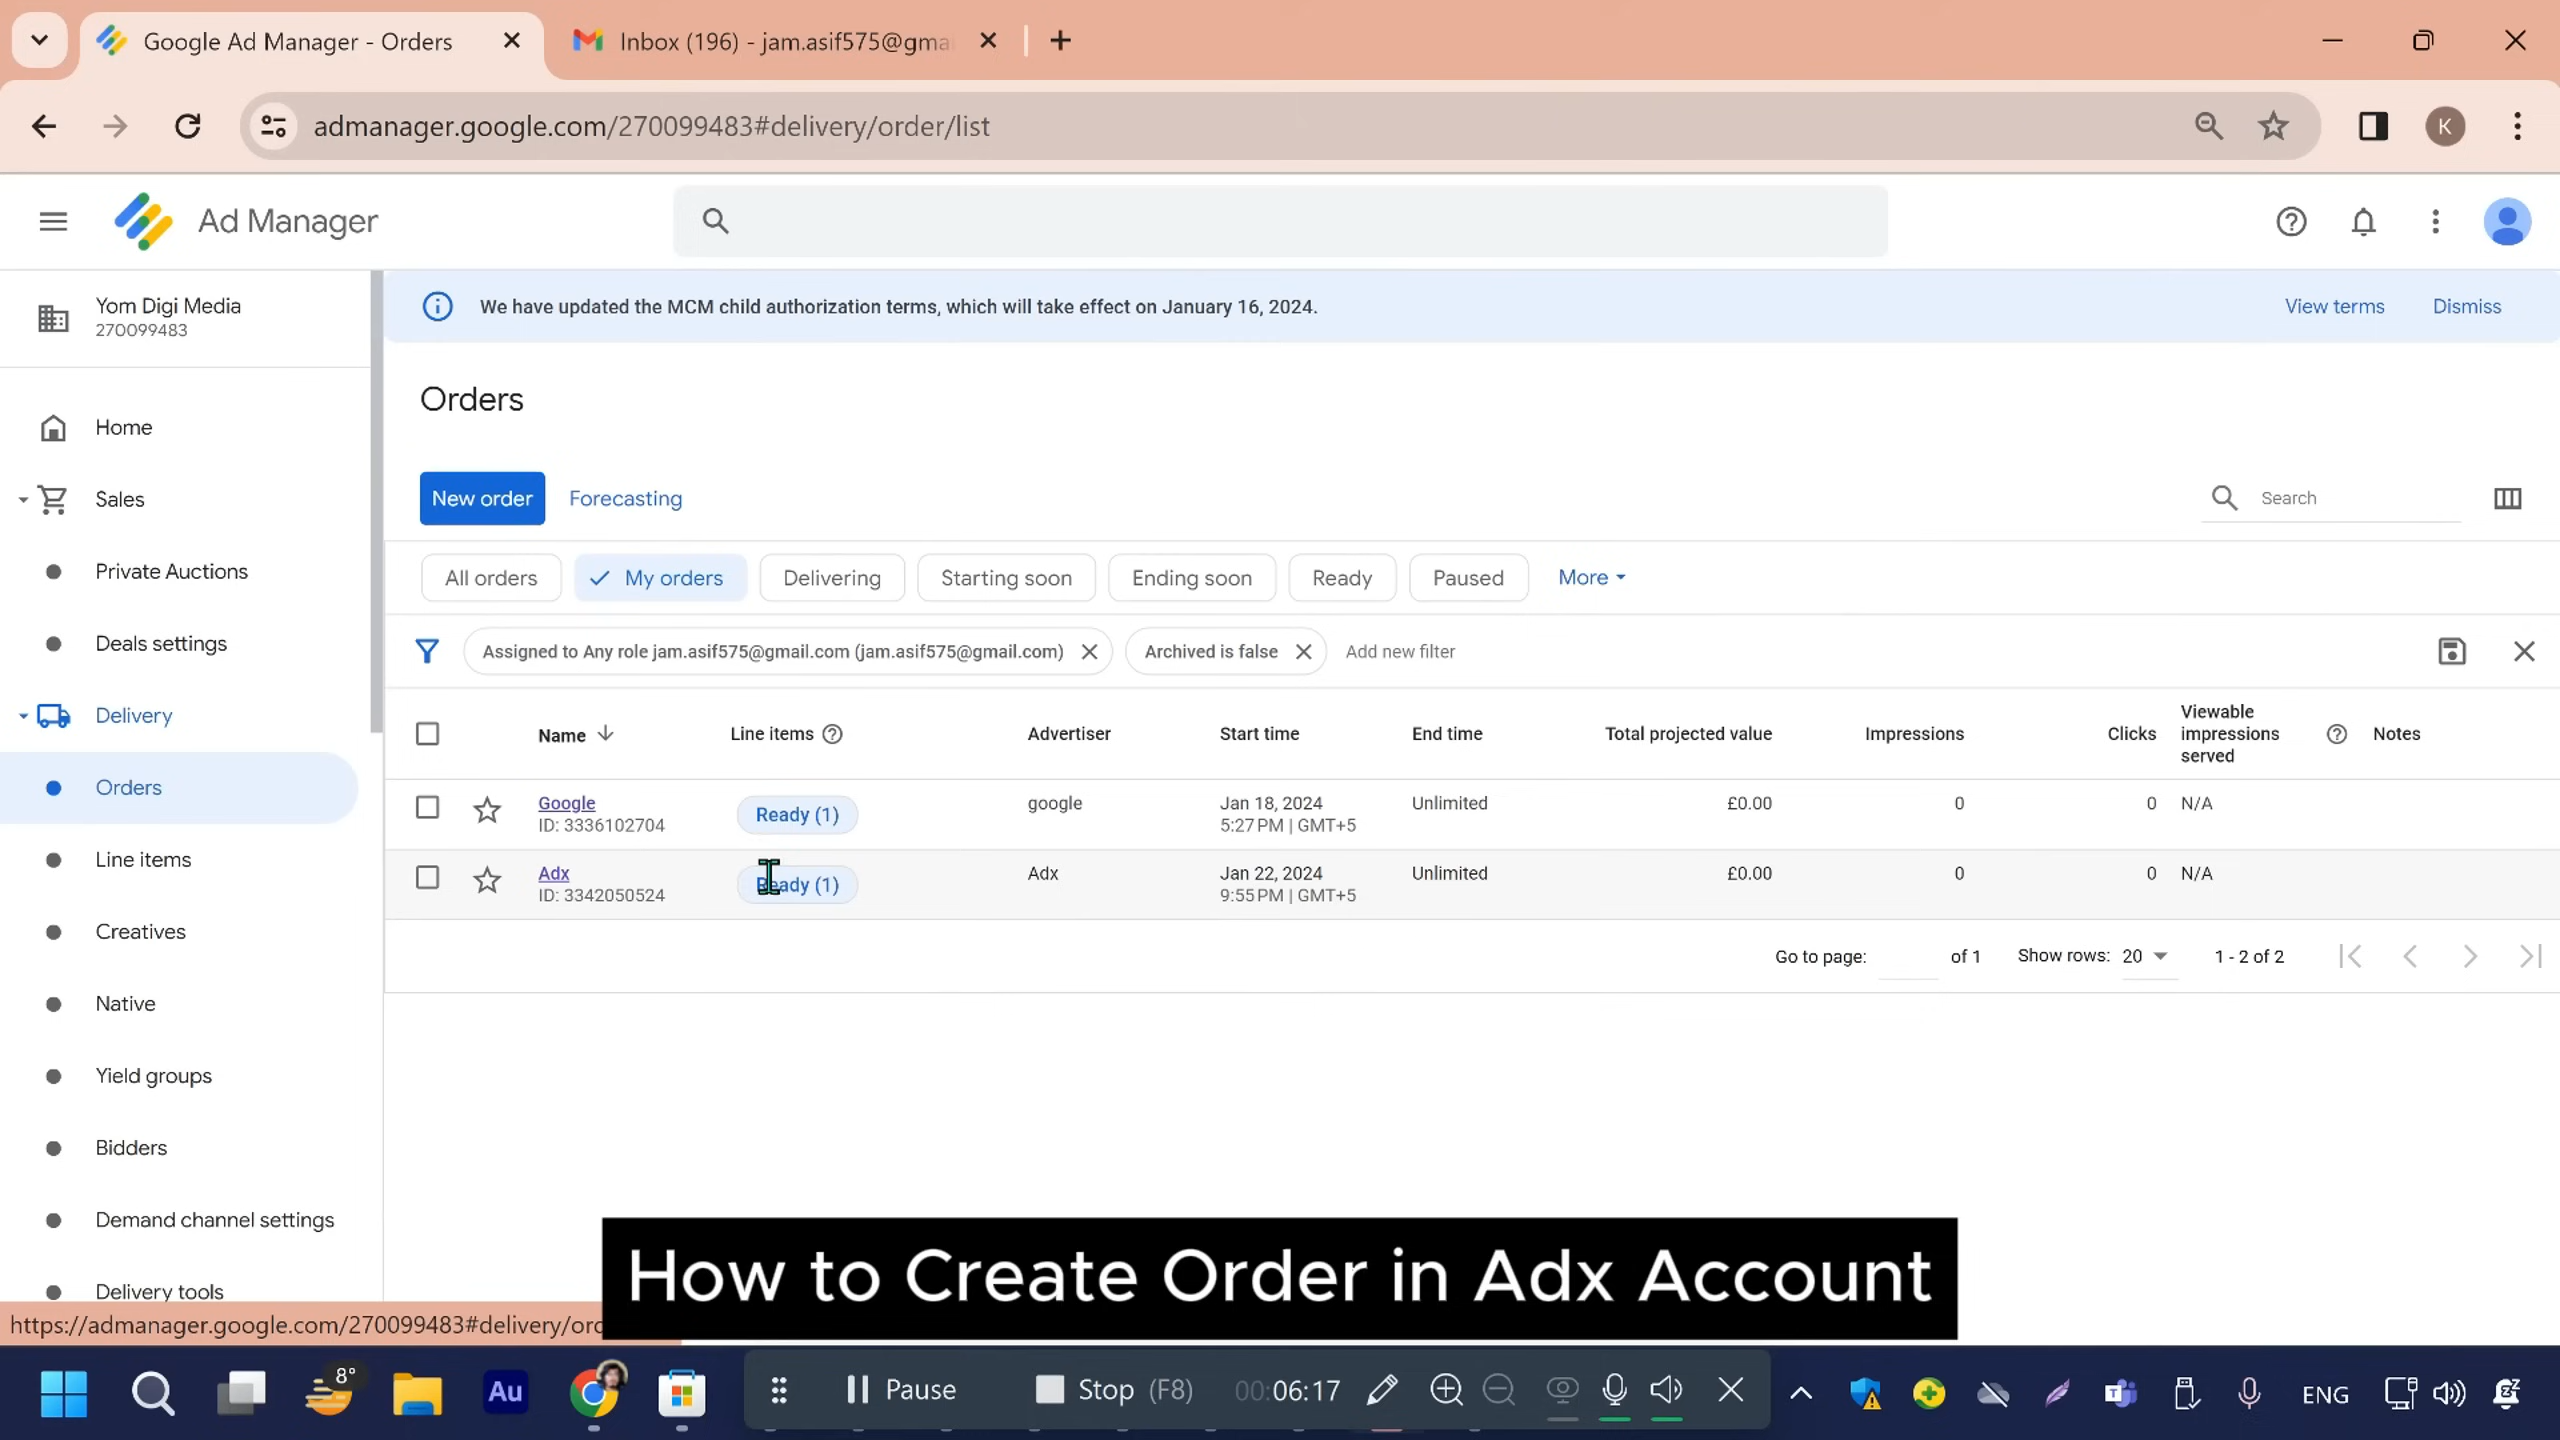 Google Ad Manager - Orders
Inbox (196) - jam.asif575@gma
admanager.google.com/270099483#delivery/order/list
K
Ad Manager
Yom Digi Media
270099483
We have updated the MCM child authorization terms, which will take effect on January 16, 2024.
View terms
Dismiss
Home
Sales
Private Auctions
Deals settings
Delivery
Orders
Line items
Creatives
Native
Yield groups
Bidders
Demand channel settings
Delivery tools
Orders
New order
Forecasting
Search
All orders
My orders
Delivering
Starting soon
Ending soon
Ready
Paused
More
Assigned to Any role jam.asif575@gmail.com (jam.asif575@gmail.com)
Archived is false
Add new filter
Name
Line items
Advertiser
Start time
End time
Total projected value
Impressions
Clicks
Viewable
impressions
served
Notes
Google
ID: 3336102704
Ready (1)
google
Jan 18, 2024
5:27 PM | GMT+5
Unlimited
£0.00
0
0
N/A
Adx
ID: 3342050524
Ready (1)
Adx
Jan 22, 2024
9:55 PM | GMT+5
Unlimited
£0.00
0
0
N/A
Go to page:
of 1
Show rows: 20
1 - 2 of 2
How to Create Order in Adx Account
https://admanager.google.com/270099483#delivery/orc
8°
Au
Pause
Stop (F8)
00:06:17
ENG